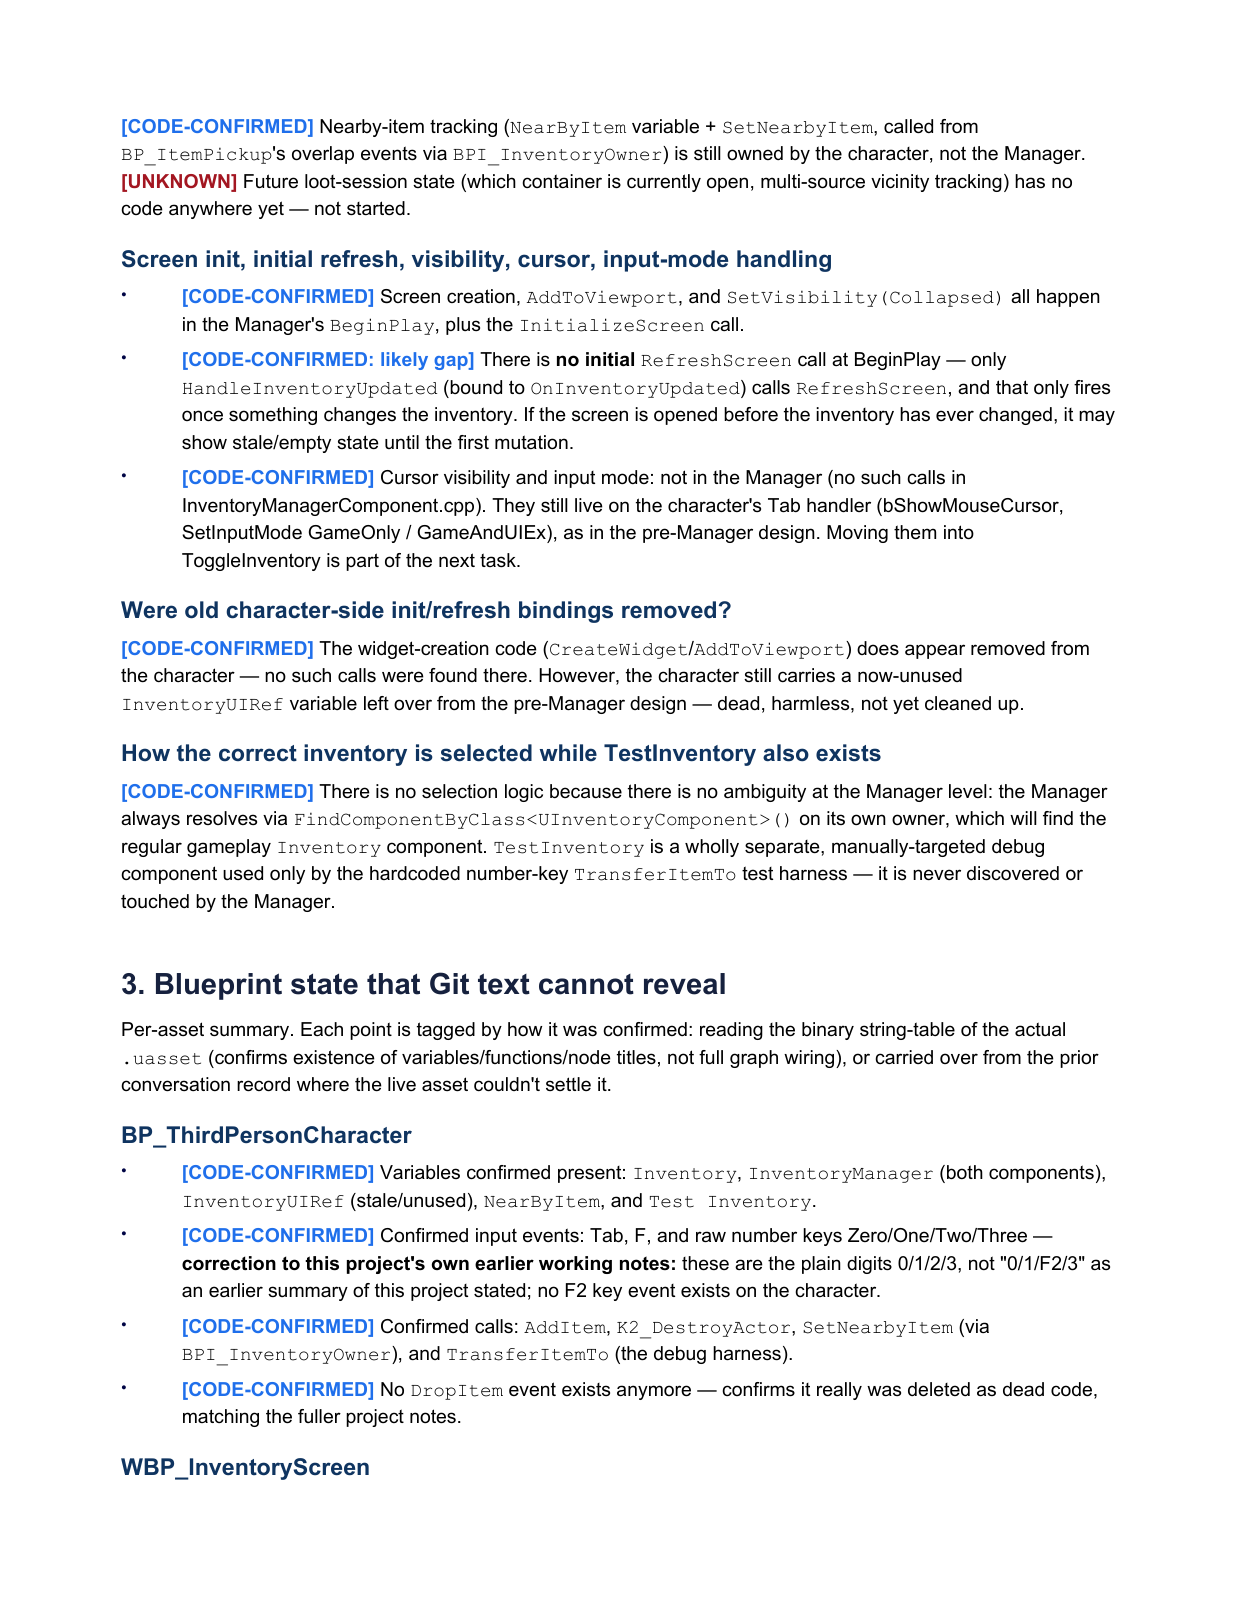 [CODE-CONFIRMED] Nearby-item tracking (NearByItem variable + SetNearbyItem, called from
BP_ItemPickup's overlap events via BPI_InventoryOwner) is still owned by the character, not the Manager.
[UNKNOWN] Future loot-session state (which container is currently open, multi-source vicinity tracking) has no
code anywhere yet — not started.
Screen init, initial refresh, visibility, cursor, input-mode handling
• [CODE-CONFIRMED] Screen creation, AddToViewport, and SetVisibility(Collapsed) all happen
in the Manager's BeginPlay, plus the InitializeScreen call.
• [CODE-CONFIRMED: likely gap] There is no initial RefreshScreen call at BeginPlay — only
HandleInventoryUpdated (bound to OnInventoryUpdated) calls RefreshScreen, and that only fires
once something changes the inventory. If the screen is opened before the inventory has ever changed, it may
show stale/empty state until the first mutation.
• [CODE-CONFIRMED] Cursor visibility and input mode: not in the Manager (no such calls in
InventoryManagerComponent.cpp). They still live on the character's Tab handler (bShowMouseCursor,
SetInputMode GameOnly / GameAndUIEx), as in the pre-Manager design. Moving them into
ToggleInventory is part of the next task.
Were old character-side init/refresh bindings removed?
[CODE-CONFIRMED] The widget-creation code (CreateWidget/AddToViewport) does appear removed from
the character — no such calls were found there. However, the character still carries a now-unused
InventoryUIRef variable left over from the pre-Manager design — dead, harmless, not yet cleaned up.
How the correct inventory is selected while TestInventory also exists
[CODE-CONFIRMED] There is no selection logic because there is no ambiguity at the Manager level: the Manager
always resolves via FindComponentByClass<UInventoryComponent>() on its own owner, which will find the
regular gameplay Inventory component. TestInventory is a wholly separate, manually-targeted debug
component used only by the hardcoded number-key TransferItemTo test harness — it is never discovered or
touched by the Manager.
3. Blueprint state that Git text cannot reveal
Per-asset summary. Each point is tagged by how it was confirmed: reading the binary string-table of the actual
.uasset (confirms existence of variables/functions/node titles, not full graph wiring), or carried over from the prior
conversation record where the live asset couldn't settle it.
BP_ThirdPersonCharacter
• [CODE-CONFIRMED] Variables confirmed present: Inventory, InventoryManager (both components),
InventoryUIRef (stale/unused), NearByItem, and Test Inventory.
• [CODE-CONFIRMED] Confirmed input events: Tab, F, and raw number keys Zero/One/Two/Three —
correction to this project's own earlier working notes: these are the plain digits 0/1/2/3, not "0/1/F2/3" as
an earlier summary of this project stated; no F2 key event exists on the character.
• [CODE-CONFIRMED] Confirmed calls: AddItem, K2_DestroyActor, SetNearbyItem (via
BPI_InventoryOwner), and TransferItemTo (the debug harness).
• [CODE-CONFIRMED] No DropItem event exists anymore — confirms it really was deleted as dead code,
matching the fuller project notes.
WBP_InventoryScreen